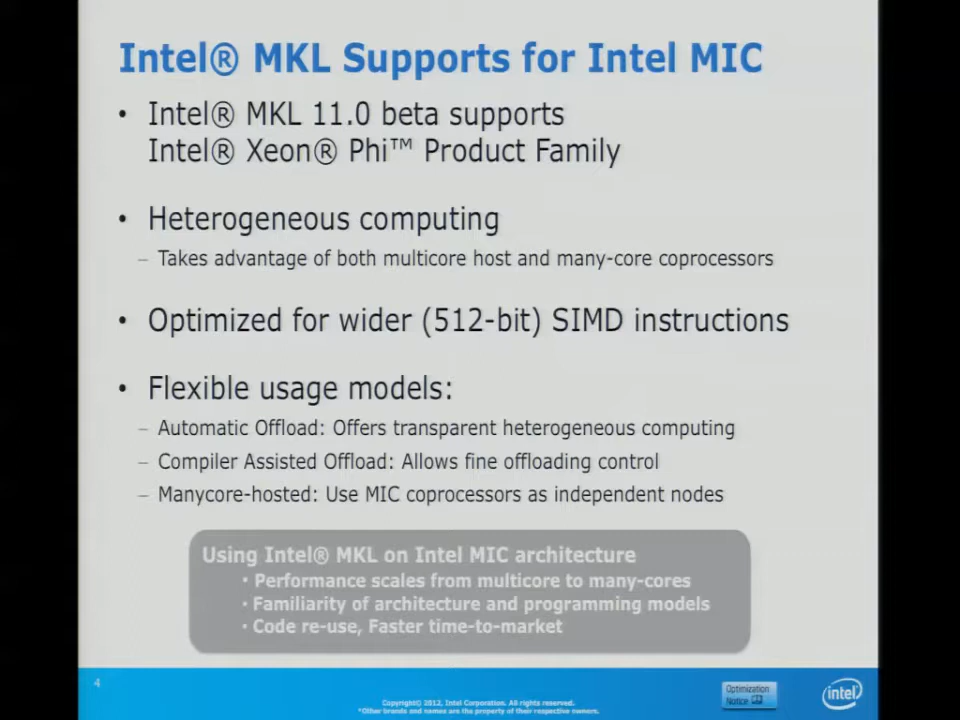 Intel® MKL Supports for Intel MIC
• Intel® MKL 11.0 beta supports
Intel® Xeon® Phi™ Product Family
• Heterogeneous computing
– Takes advantage of both multicore host and many-core coprocessors
• Optimized for wider (512-bit) SIMD instructions
• Flexible usage models:
– Automatic Offload: Offers transparent heterogeneous computing
– Compiler Assisted Offload: Allows fine offloading control
– Manycore-hosted: Use MIC coprocessors as independent nodes
Using Intel® MKL on Intel MIC architecture
• Performance scales from multicore to many-cores
• Familiarity of architecture and programming models
• Code re-use, Faster time-to-market
4
Copyright© 2012, Intel Corporation. All rights reserved.
*Other brands and names are the property of their respective owners.
Optimization
Notice
intel